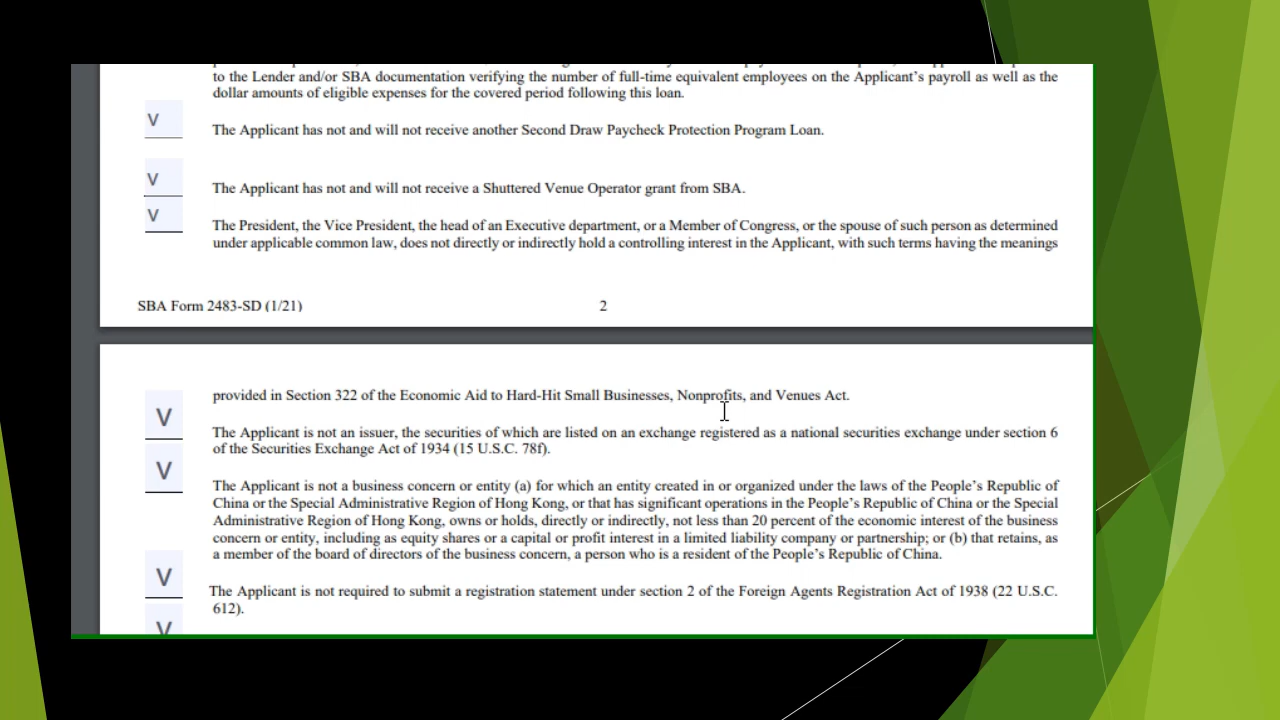 to the Lender and/or SBA documentation verifying the number of full-time equivalent employees on the Applicant's payroll as well as the
dollar amounts of eligible expenses for the covered period following this loan.
V
The Applicant has not and will not receive another Second Draw Paycheck Protection Program Loan.
V
The Applicant has not and will not receive a Shuttered Venue Operator grant from SBA.
V
The President, the Vice President, the head of an Executive department, or a Member of Congress, or the spouse of such person as determined
under applicable common law, does not directly or indirectly hold a controlling interest in the Applicant, with such terms having the meanings
SBA Form 2483-SD (1/21) 2
provided in Section 322 of the Economic Aid to Hard-Hit Small Businesses, Nonprofits, and Venues Act.
V
The Applicant is not an issuer, the securities of which are listed on an exchange registered as a national securities exchange under section 6
of the Securities Exchange Act of 1934 (15 U.S.C. 78f).
V
The Applicant is not a business concern or entity (a) for which an entity created in or organized under the laws of the People's Republic of
China or the Special Administrative Region of Hong Kong, or that has significant operations in the People's Republic of China or the Special
Administrative Region of Hong Kong, owns or holds, directly or indirectly, not less than 20 percent of the economic interest of the business
concern or entity, including as equity shares or a capital or profit interest in a limited liability company or partnership; or (b) that retains, as
a member of the board of directors of the business concern, a person who is a resident of the People's Republic of China.
V
The Applicant is not required to submit a registration statement under section 2 of the Foreign Agents Registration Act of 1938 (22 U.S.C.
612).
V